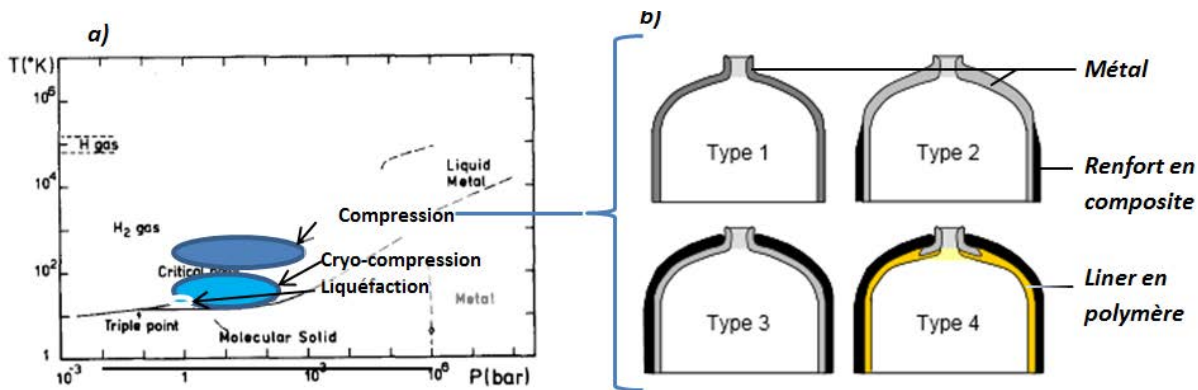 a)
T(°K)
10⁶
H gas
10⁴
Liquid
Metal
H₂ gas
Compression
10²
Cryo-compression
Liquéfaction
Metal
Triple point
Molecular Solid
1
10⁻³
1
10³
10⁶
P(bar)
b)
Type 1
Type 2
Métal
Renfort en
composite
Type 3
Type 4
Liner en
polymère